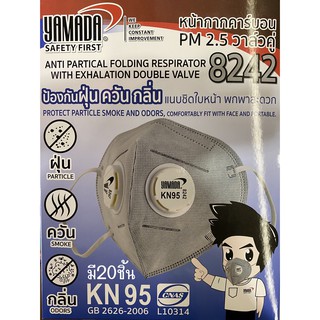 YAMADA
SAFETY FIRST
WE
KEEP
CONSTANT
IMPROVEMENT!
หน้ากากคาร์บอน
PM 2.5 วาล์วคู่
ANTI PARTICAL FOLDING RESPIRATOR
WITH EXHALATION DOUBLE VALVE
8242
ป้องกันฝุ่น ควัน กลิ่น แนบชิดใบหน้า พกพาสะดวก
PROTECT PARTICLE SMOKE AND ODORS, COMFORTABLY FIT WITH FACE AND PORTABLE.
ฝุ่น
PARTICLE
ควัน
SMOKE
กลิ่น
ODORS
YAMADA
KN95
8242
มี20ชิ้น
KN 95
GB 2626-2006
CNAS
L10314